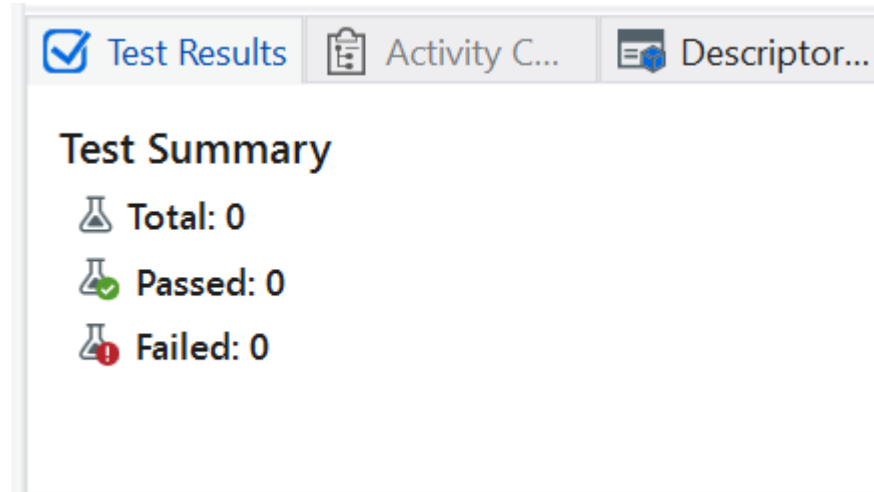 Test Results Activity C... Descriptor...
Test Summary
Total: 0
Passed: 0
Failed: 0